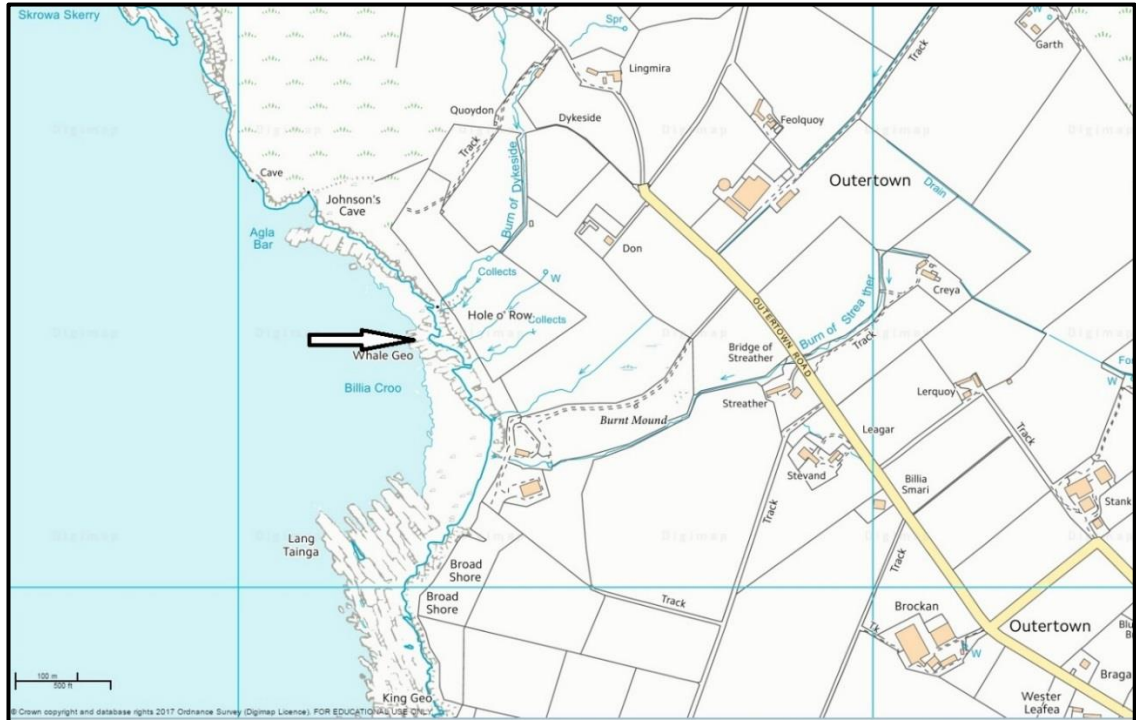 Skrowa Skerry
Spr
W
Track
Garth
Lingmira
Quoydon
Dykeside
Feolquoy
Track
Burn of Dykeside
Outertown
Drain
Cave
Johnson's
Cave
Agla
Bar
Don
Collects
W
Creya
Hole o' Row
Collects
OUTERTOWN ROAD
Burn of Streather
Track
Bridge of
Streather
Whale Geo
Billia Croo
Streather
Lerquoy
W
Burnt Mound
Leagar
Track
Stevand
Billia
Smari
Stank
Track
Lang
Tainga
Broad
Shore
Broad
Shore
Track
Track
Brockan
Outertown
Tk
W
Braga
Wester
Leafea
King Geo
100 m
500 ft
© Crown copyright and database rights 2017 Ordnance Survey (Digimap Licence). FOR EDUCATIONAL USE ONLY.
Digimap